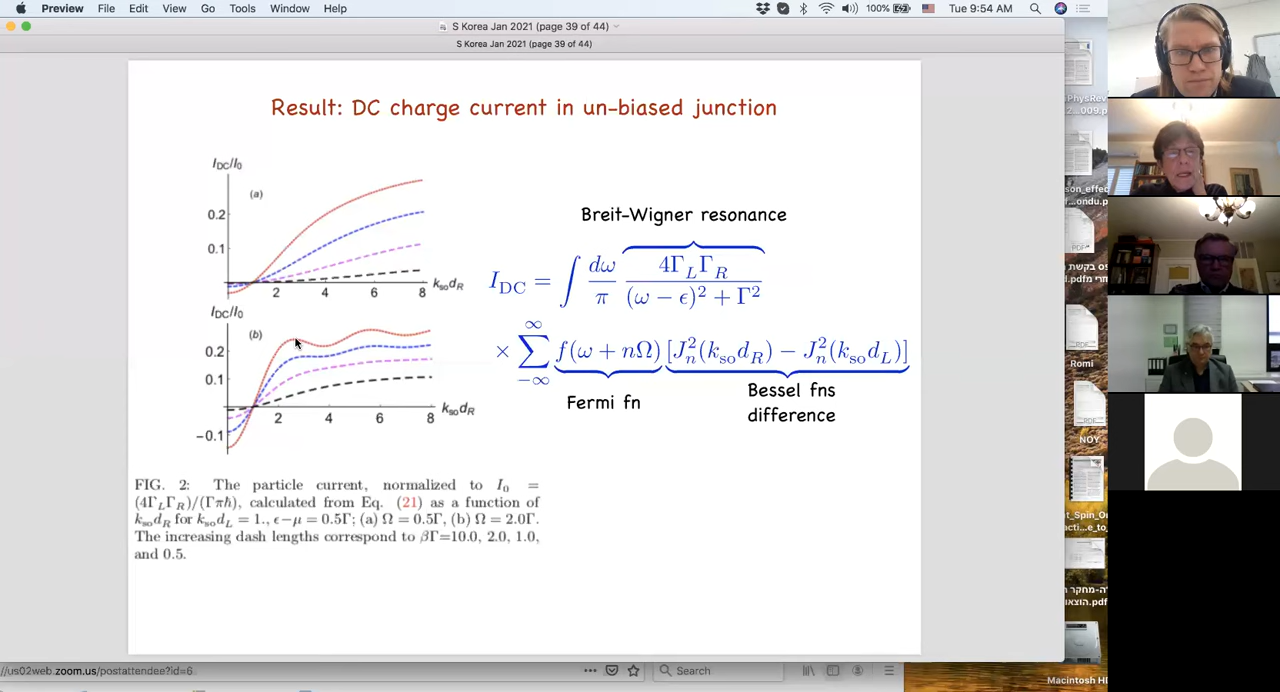 Preview File Edit View Go Tools Window Help 100% Tue 9:54 AM
S Korea Jan 2021 (page 39 of 44)
S Korea Jan 2021 (page 39 of 44)
Result: DC charge current in un-biased junction
I_DC/I_0
(a)
0.2
0.1
2 4 6 8 k_so d_R
I_DC/I_0
(b)
0.2
0.1
2 4 6 8 k_so d_R
−0.1
Breit-Wigner resonance
I_DC = ∫ dω/π 4Γ_LΓ_R/((ω − ϵ)² + Γ²)
× ∑_{−∞}^{∞} f(ω + nΩ) [J_n²(k_so d_R) − J_n²(k_so d_L)]
Fermi fn
Bessel fns
difference
FIG. 2: The particle current, normalized to I_0 =
(4Γ_LΓ_R)/(Γπℏ), calculated from Eq. (21) as a function of
k_so d_R for k_so d_L = 1., ϵ−μ = 0.5Γ; (a) Ω = 0.5Γ, (b) Ω = 2.0Γ.
The increasing dash lengths correspond to βΓ=10.0, 2.0, 1.0,
and 0.5.
//us02web.zoom.us/postattendee?id=6
Search
PDF
Romi
NOY
Macintosh HD